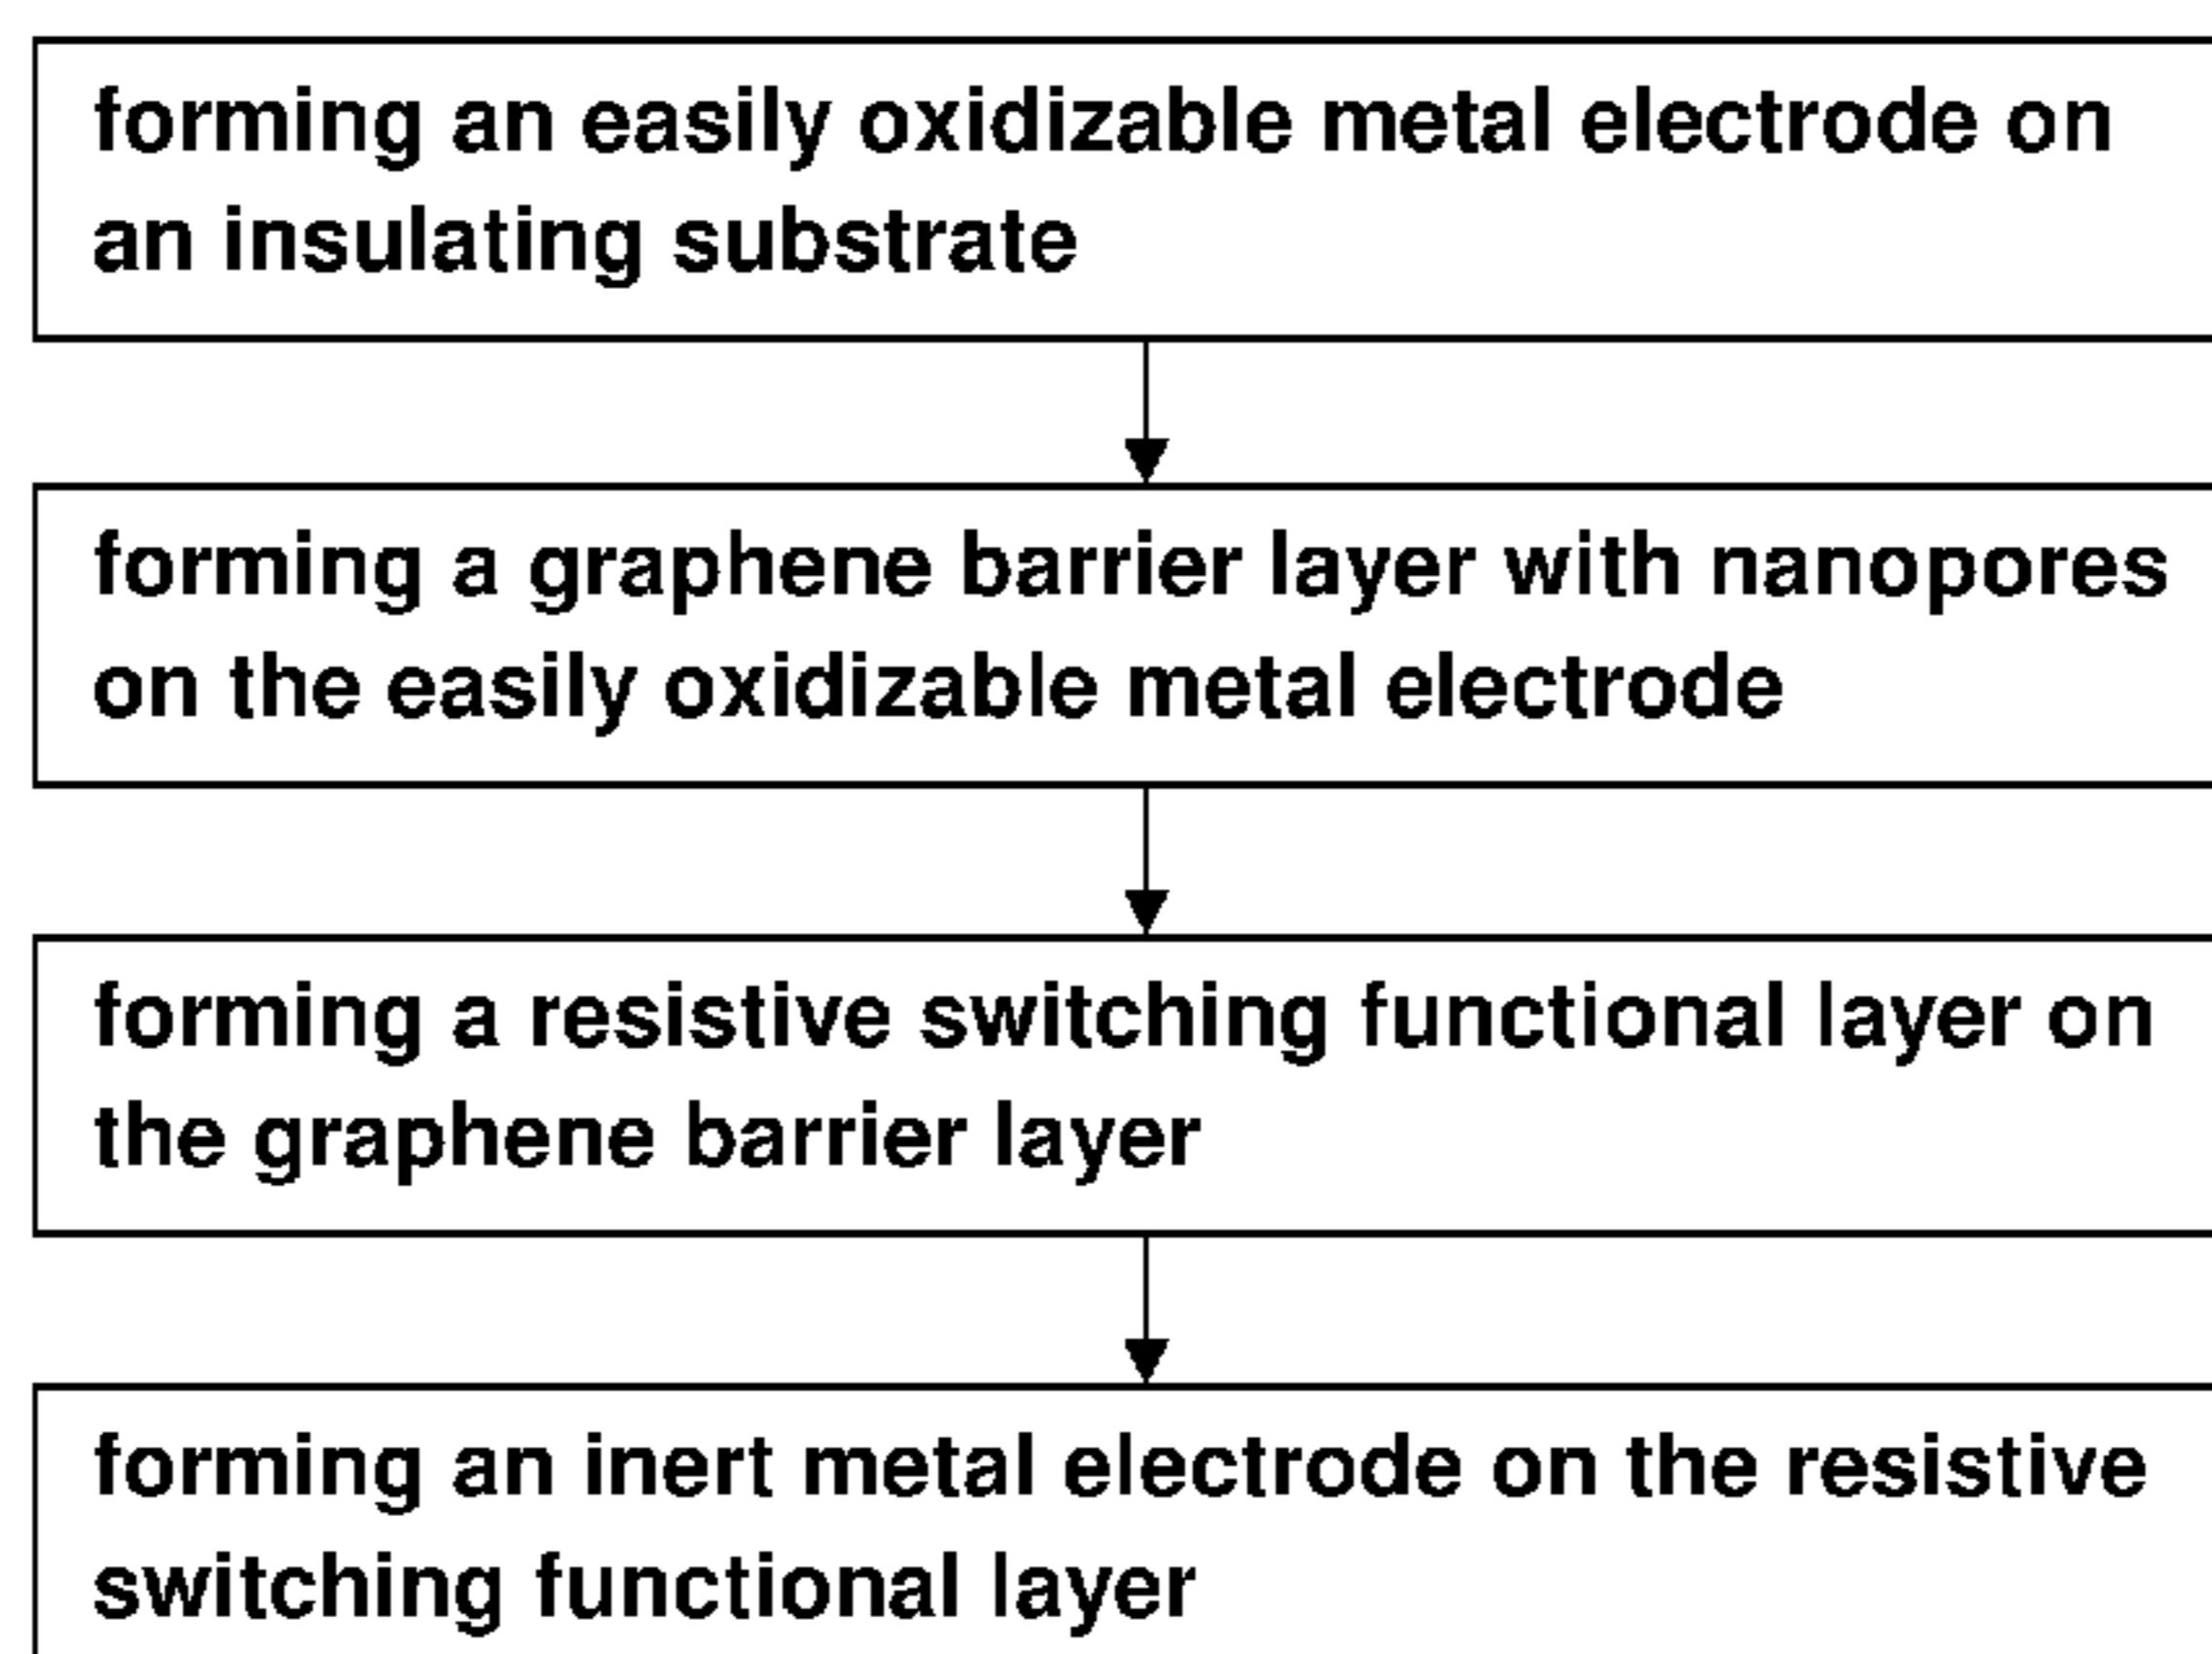 forming an easily oxidizable metal electrode on
an insulating substrate
forming a graphene barrier layer with nanopores
on the easily oxidizable metal electrode
forming a resistive switching functional layer on
the graphene barrier layer
forming an inert metal electrode on the resistive
switching functional layer